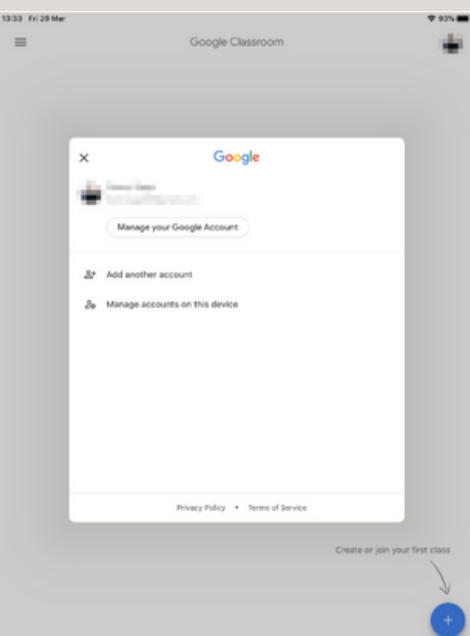 13:33 Fri 20 Mar
93%
Google Classroom
Google
Manage your Google Account
Add another account
Manage accounts on this device
Privacy Policy • Terms of Service
Create or join your first class